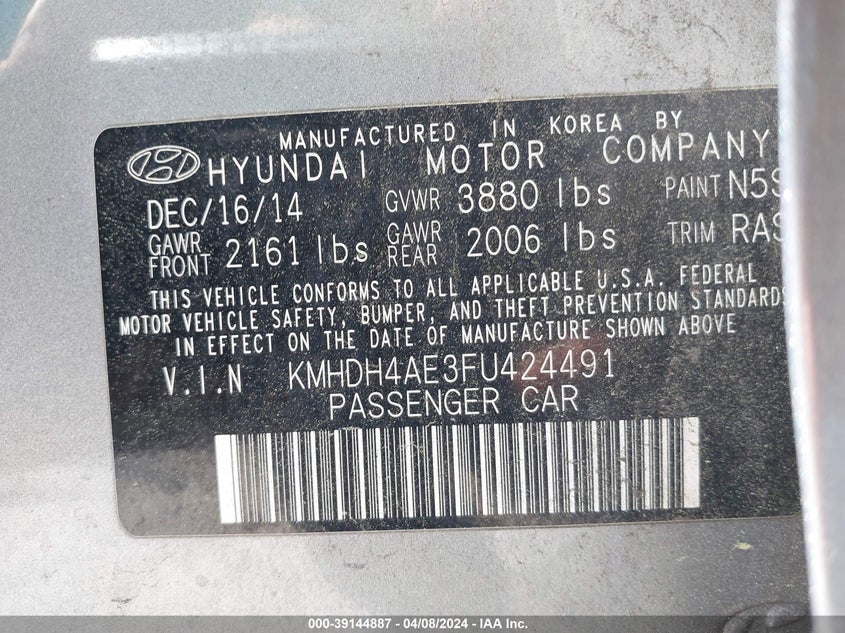 MANUFACTURED IN KOREA BY
HYUNDAI MOTOR COMPANY
DEC/16/14 GVWR 3880 lbs PAINT N5S
GAWR FRONT 2161 lbs GAWR REAR 2006 lbs TRIM RAS
THIS VEHICLE CONFORMS TO ALL APPLICABLE U.S.A. FEDERAL
MOTOR VEHICLE SAFETY, BUMPER, AND THEFT PREVENTION STANDARDS
IN EFFECT ON THE DATE OF MANUFACTURE SHOWN ABOVE
V.I.N KMHDH4AE3FU424491
PASSENGER CAR
000-39144887 - 04/08/2024 - IAA Inc.